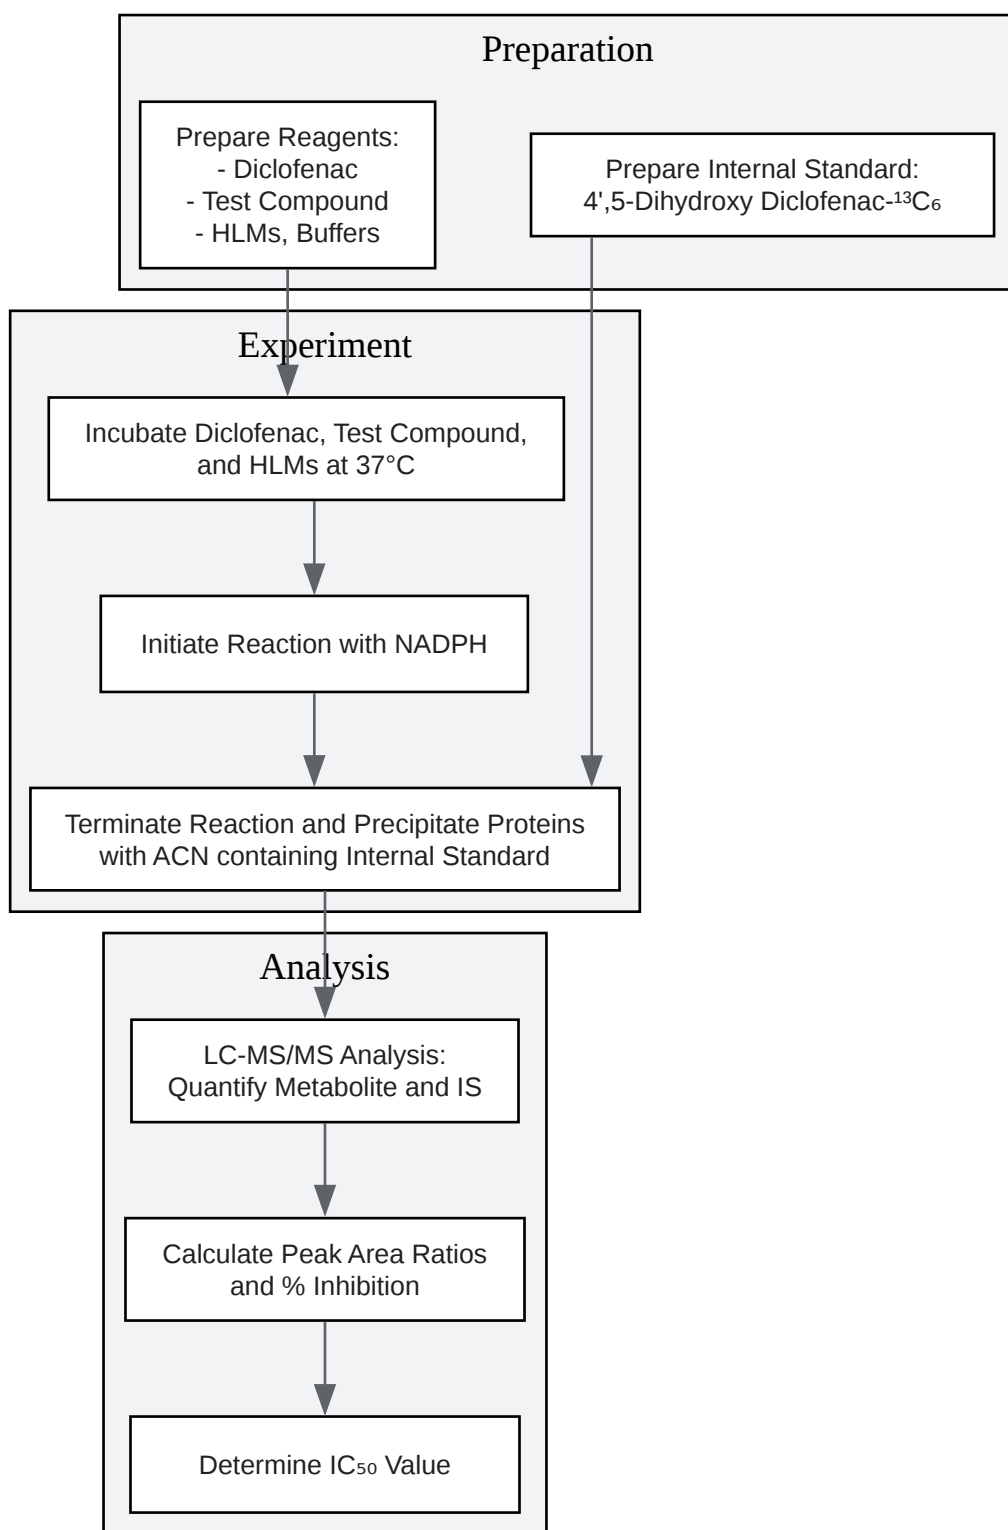 Preparation
Prepare Reagents:
- Diclofenac
- Test Compound
- HLMs, Buffers
Prepare Internal Standard:
4',5-Dihydroxy Diclofenac-¹³C₆
Experiment
Incubate Diclofenac, Test Compound,
and HLMs at 37°C
Initiate Reaction with NADPH
Terminate Reaction and Precipitate Proteins
with ACN containing Internal Standard
Analysis
LC-MS/MS Analysis:
Quantify Metabolite and IS
Calculate Peak Area Ratios
and % Inhibition
Determine IC₅₀ Value